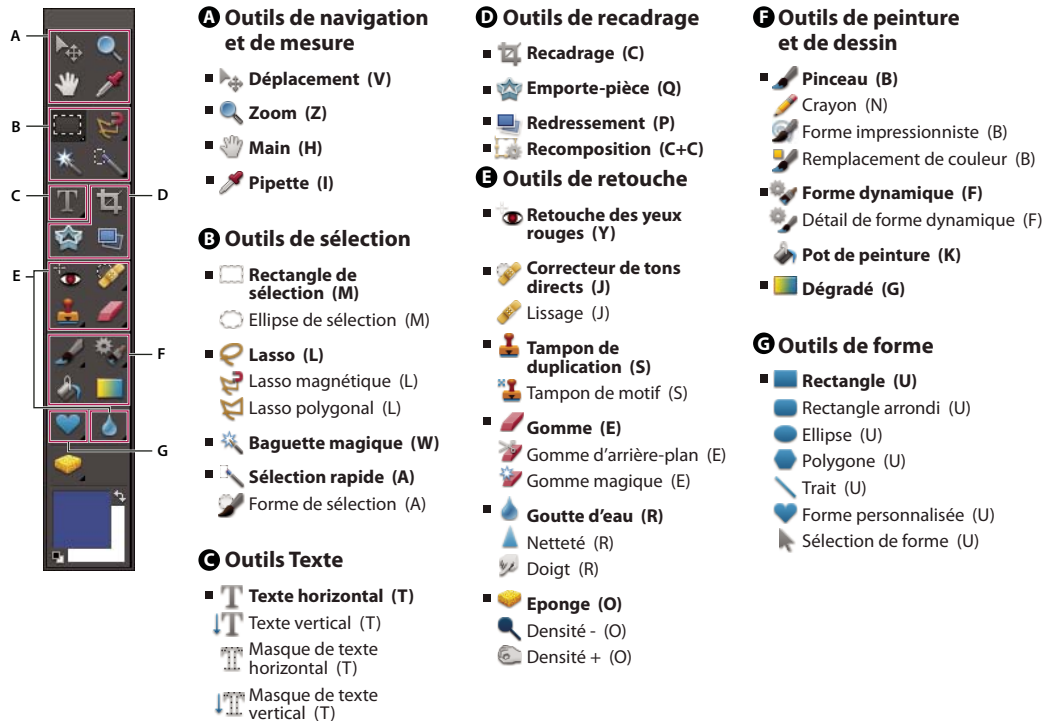 A
B
C
D
E
F
G
A Outils de navigation
et de mesure
Déplacement (V)
Zoom (Z)
Main (H)
Pipette (I)
B Outils de sélection
Rectangle de
sélection (M)
Ellipse de sélection (M)
Lasso (L)
Lasso magnétique (L)
Lasso polygonal (L)
Baguette magique (W)
Sélection rapide (A)
Forme de sélection (A)
C Outils Texte
Texte horizontal (T)
Texte vertical (T)
Masque de texte
horizontal (T)
Masque de texte
vertical (T)
D Outils de recadrage
Recadrage (C)
Emporte-pièce (Q)
Redressement (P)
Recomposition (C+C)
E Outils de retouche
Retouche des yeux
rouges (Y)
Correcteur de tons
directs (J)
Lissage (J)
Tampon de
duplication (S)
Tampon de motif (S)
Gomme (E)
Gomme d'arrière-plan (E)
Gomme magique (E)
Goutte d'eau (R)
Netteté (R)
Doigt (R)
Eponge (O)
Densité - (O)
Densité + (O)
F Outils de peinture
et de dessin
Pinceau (B)
Crayon (N)
Forme impressionniste (B)
Remplacement de couleur (B)
Forme dynamique (F)
Détail de forme dynamique (F)
Pot de peinture (K)
Dégradé (G)
G Outils de forme
Rectangle (U)
Rectangle arrondi (U)
Ellipse (U)
Polygone (U)
Trait (U)
Forme personnalisée (U)
Sélection de forme (U)